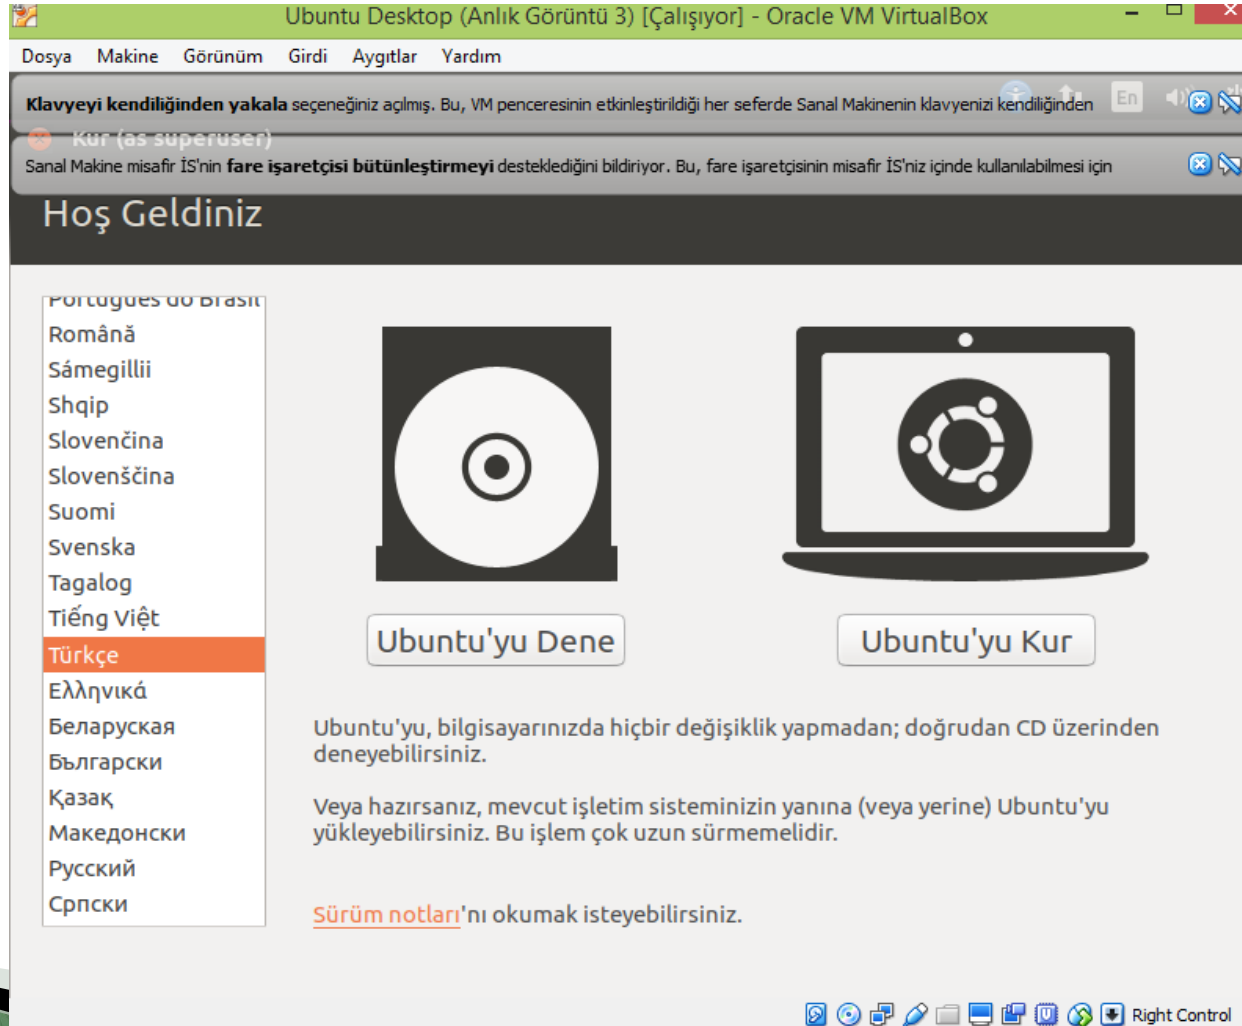 Ubuntu Desktop (Anlık Görüntü 3) [Çalışıyor] - Oracle VM VirtualBox
Dosya Makine Görünüm Girdi Aygıtlar Yardım
Klavyeyi kendiliğinden yakala seçeneğiniz açılmış. Bu, VM penceresinin etkinleştirildiği her seferde Sanal Makinenin klavyenizi kendiliğinden
En
Kur (as superuser)
Sanal Makine misafir İS'nin fare işaretçisi bütünleştirmeyi desteklediğini bildiriyor. Bu, fare işaretçisinin misafir İS'niz içinde kullanılabilmesi için
Hoş Geldiniz
Português do Brasil
Română
Sámegillii
Shqip
Slovenčina
Slovenščina
Suomi
Svenska
Tagalog
Tiếng Việt
Türkçe
Ελληνικά
Беларуская
Български
Қазақ
Македонски
Русский
Српски
Ubuntu'yu Dene
Ubuntu'yu Kur
Ubuntu'yu, bilgisayarınızda hiçbir değişiklik yapmadan; doğrudan CD üzerinden
deneyebilirsiniz.
Veya hazırsanız, mevcut işletim sisteminizin yanına (veya yerine) Ubuntu'yu
yükleyebilirsiniz. Bu işlem çok uzun sürmemelidir.
Sürüm notları'nı okumak isteyebilirsiniz.
Right Control